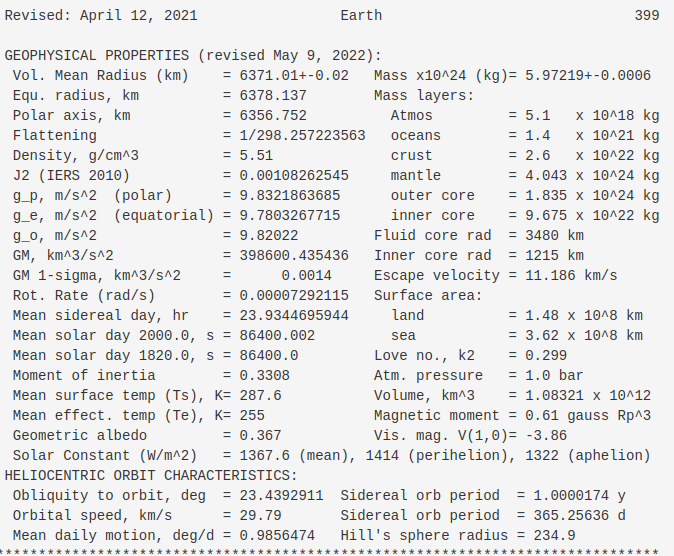 Revised: April 12, 2021                 Earth                              399

GEOPHYSICAL PROPERTIES (revised May 9, 2022):
 Vol. Mean Radius (km)    = 6371.01+-0.02   Mass x10^24 (kg)= 5.97219+-0.0006
 Equ. radius, km          = 6378.137        Mass layers:
 Polar axis, km           = 6356.752          Atmos         = 5.1   x 10^18 kg
 Flattening               = 1/298.257223563   oceans        = 1.4   x 10^21 kg
 Density, g/cm^3          = 5.51              crust         = 2.6   x 10^22 kg
 J2 (IERS 2010)           = 0.00108262545     mantle        = 4.043 x 10^24 kg
 g_p, m/s^2  (polar)      = 9.8321863685      outer core    = 1.835 x 10^24 kg
 g_e, m/s^2  (equatorial) = 9.7803267715      inner core    = 9.675 x 10^22 kg
 g_o, m/s^2               = 9.82022         Fluid core rad  = 3480 km
 GM, km^3/s^2             = 398600.435436   Inner core rad  = 1215 km
 GM 1-sigma, km^3/s^2     =      0.0014     Escape velocity = 11.186 km/s
 Rot. Rate (rad/s)        = 0.00007292115   Surface area:
 Mean sidereal day, hr    = 23.9344695944     land          = 1.48 x 10^8 km
 Mean solar day 2000.0, s = 86400.002         sea           = 3.62 x 10^8 km
 Mean solar day 1820.0, s = 86400.0         Love no., k2    = 0.299
 Moment of inertia        = 0.3308          Atm. pressure   = 1.0 bar
 Mean surface temp (Ts), K= 287.6           Volume, km^3    = 1.08321 x 10^12
 Mean effect. temp (Te), K= 255             Magnetic moment = 0.61 gauss Rp^3
 Geometric albedo         = 0.367           Vis. mag. V(1,0)= -3.86
 Solar Constant (W/m^2)   = 1367.6 (mean), 1414 (perihelion), 1322 (aphelion)
HELIOCENTRIC ORBIT CHARACTERISTICS:
 Obliquity to orbit, deg  = 23.4392911  Sidereal orb period  = 1.0000174 y
 Orbital speed, km/s      = 29.79       Sidereal orb period  = 365.25636 d
 Mean daily motion, deg/d = 0.9856474   Hill's sphere radius = 234.9
*******************************************************************************